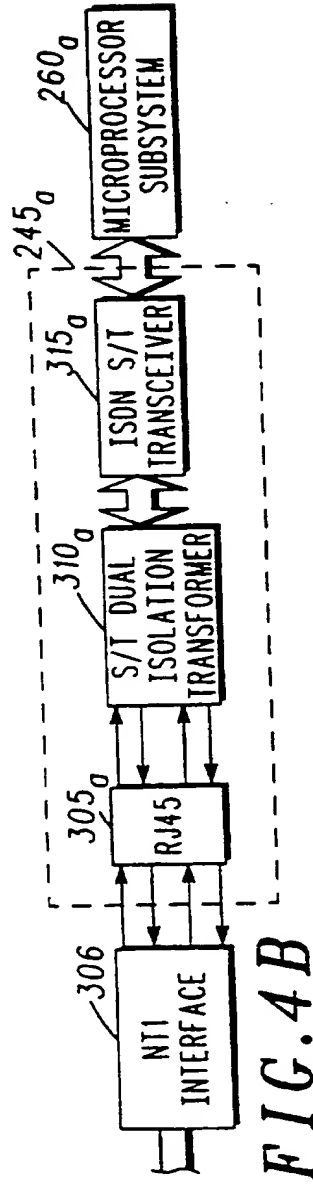 306
NT1
INTERFACE
305a
RJ45
310a
S/T DUAL
ISOLATION
TRANSFORMER
315a
ISDN S/T
TRANSCEIVER
245a
260a
MICROPROCESSOR
SUBSYSTEM
FIG. 4B